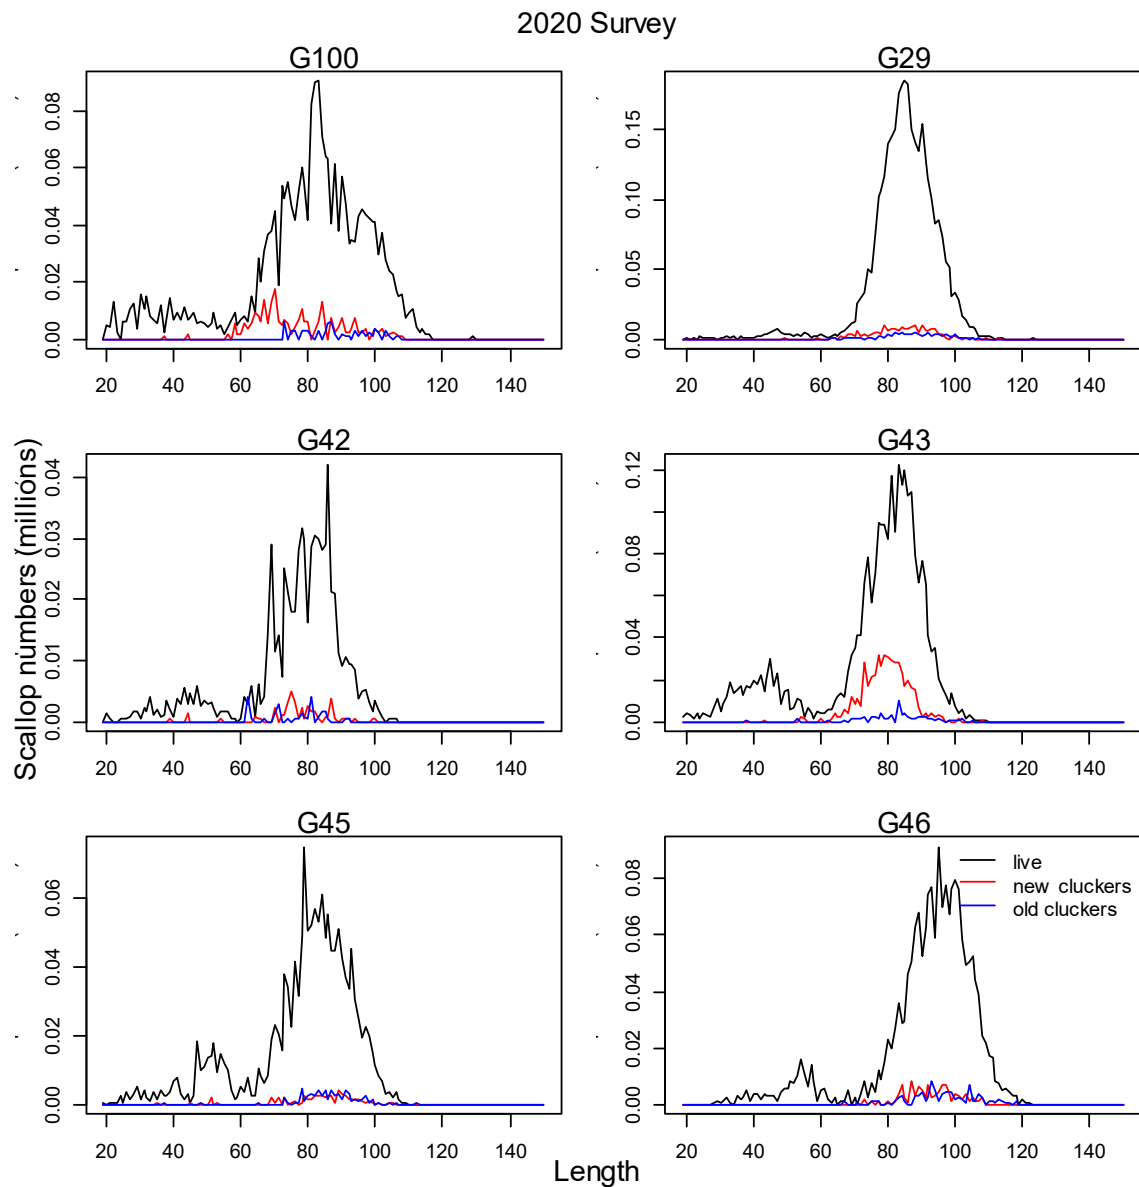 2020 Survey
G100
0.00 0.02 0.04 0.06 0.08
20 40 60 80 100 120 140
G29
0.00 0.05 0.10 0.15
20 40 60 80 100 120 140
G42
0.00 0.01 0.02 0.03 0.04
20 40 60 80 100 120 140
G43
0.00 0.04 0.08 0.12
20 40 60 80 100 120 140
Scallop numbers (millions)
G45
0.00 0.02 0.04 0.06
20 40 60 80 100 120 140
G46
0.00 0.02 0.04 0.06 0.08
live
new cluckers
old cluckers
20 40 60 80 100 120 140
Length